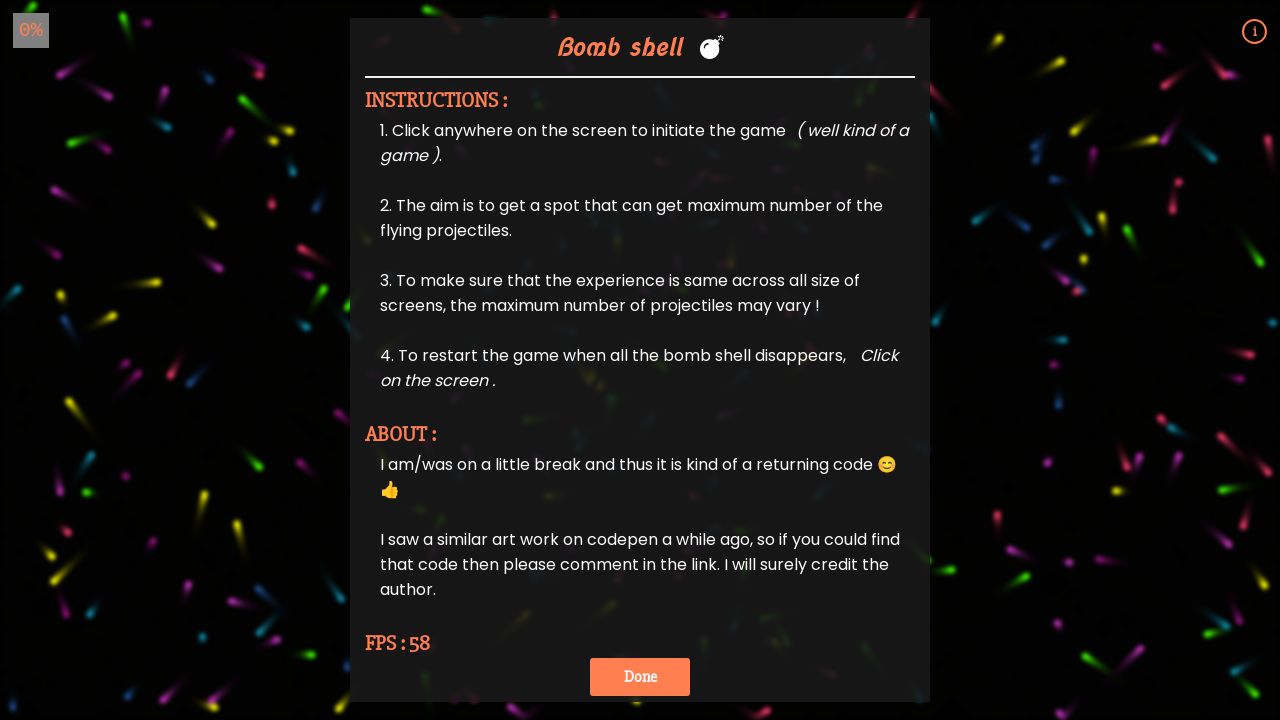 0%
i
Bomb shell 💣
INSTRUCTIONS :
1. Click anywhere on the screen to initiate the game ( well kind of a
game ).
2. The aim is to get a spot that can get maximum number of the
flying projectiles.
3. To make sure that the experience is same across all size of
screens, the maximum number of projectiles may vary !
4. To restart the game when all the bomb shell disappears, Click
on the screen .
ABOUT :
I am/was on a little break and thus it is kind of a returning code 😊
👍
I saw a similar art work on codepen a while ago, so if you could find
that code then please comment in the link. I will surely credit the
author.
FPS : 58
Done